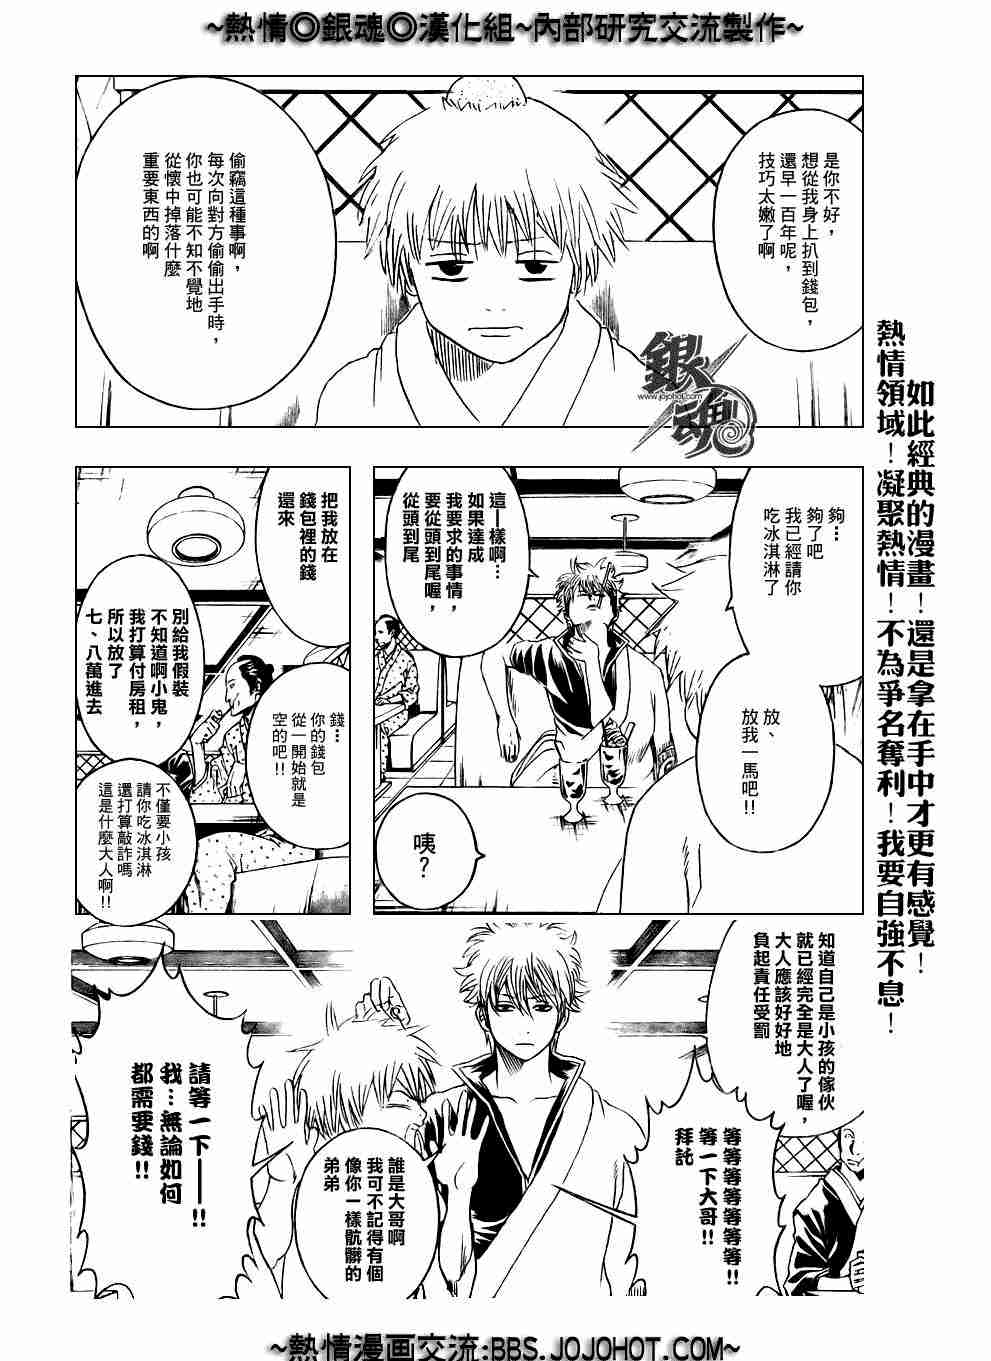 ~熱情◎銀魂◎漢化組~內部研究交流製作~
是你不好，
想從我身上扒到錢包，
還早一百年呢，
技巧太嫩了啊
偷竊這種事啊，
每次向對方偷偷出手時，
你也可能不知不覺地
從懷中掉落什麼
重要東西的啊
銀魂
www.jojohot.com
如此經典的漫畫！還是拿在手中才更有感覺！
熱情領域！凝聚熱情！不為爭名奪利！我要自強不息！
夠…
夠了吧
我已經請你
吃冰淇淋了
放、
放我一馬吧!!
這—樣啊…
如果達成
我要求的事情，
要從頭到尾喔，
從頭到尾
咦?
把我放在
錢包裡的錢
還來
錢…
你的錢包
從一開始就是
空的吧!!
別給我假裝
不知道啊小鬼，
我打算付房租，
所以放了
七、八萬進去
不僅要小孩
請你吃冰淇淋
還打算敲詐嗎
這是什麼大人啊!!
知道自己是小孩的傢伙
就已經完全是大人了喔，
大人應該好好地
負起責任受罰
等等等等等等等!!
等一下大哥!!
拜託
誰是大哥啊
我可不記得有個
像你一樣骯髒的
弟弟
請等一下——!!
我…無論如何
都需要錢!!
~熱情漫画交流:BBS.JOJOHOT.COM~